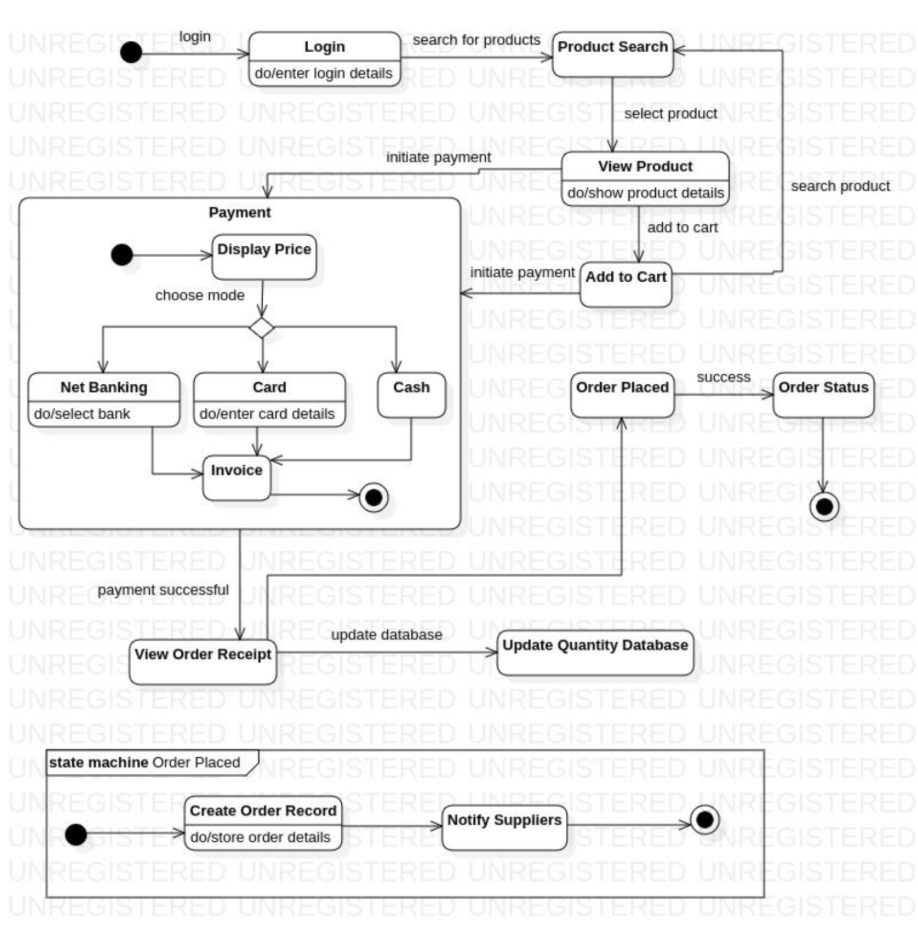 login
Login
do/enter login details
search for products
Product Search
select product
initiate payment
View Product
do/show product details
search product
add to cart
Payment
Display Price
initiate payment
Add to Cart
choose mode
Net Banking
do/select bank
Card
do/enter card details
Cash
Order Placed
success
Order Status
Invoice
payment successful
View Order Receipt
update database
Update Quantity Database
state machine Order Placed
Create Order Record
do/store order details
Notify Suppliers
UNREGISTERED UNREGISTERED UNREGISTERED UNREGISTERED